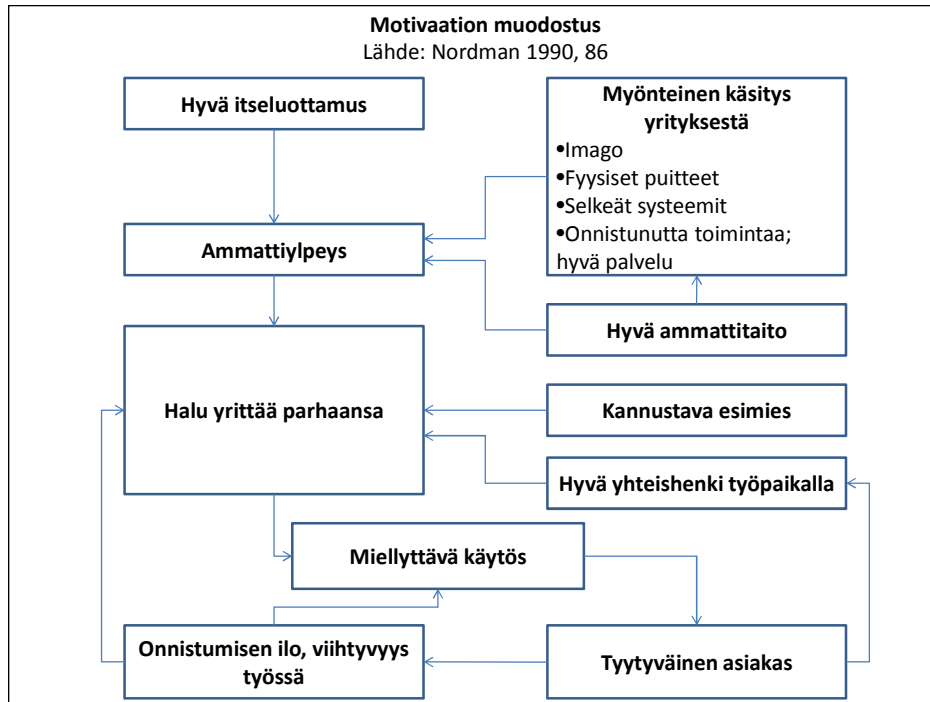 Motivaation muodostus
Lähde: Nordman 1990, 86
Hyvä itseluottamus
Myönteinen käsitys
yrityksestä
•Imago
•Fyysiset puitteet
•Selkeät systeemit
•Onnistunutta toimintaa;
hyvä palvelu
Ammattiylpeys
Hyvä ammattitaito
Halu yrittää parhaansa
Kannustava esimies
Hyvä yhteishenki työpaikalla
Miellyttävä käytös
Onnistumisen ilo, viihtyvyys
työssä
Tyytyväinen asiakas